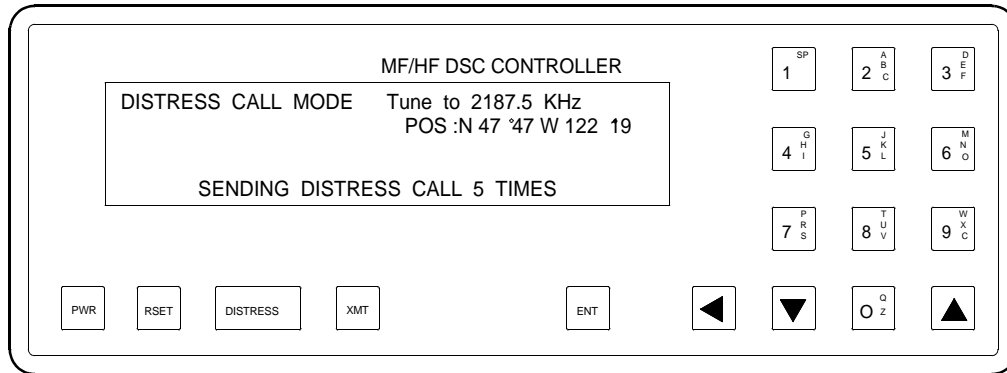 MF/HF DSC CONTROLLER
DISTRESS CALL MODE Tune to 2187.5 KHz
POS :N 47 °47 W 122 °19
SENDING DISTRESS CALL 5 TIMES
1 SP
2 A B C
3 D E F
4 G H I
5 J K L
6 M N O
7 P R S
8 T U V
9 W X C
PWR RSET DISTRESS XMT ENT O Q Z